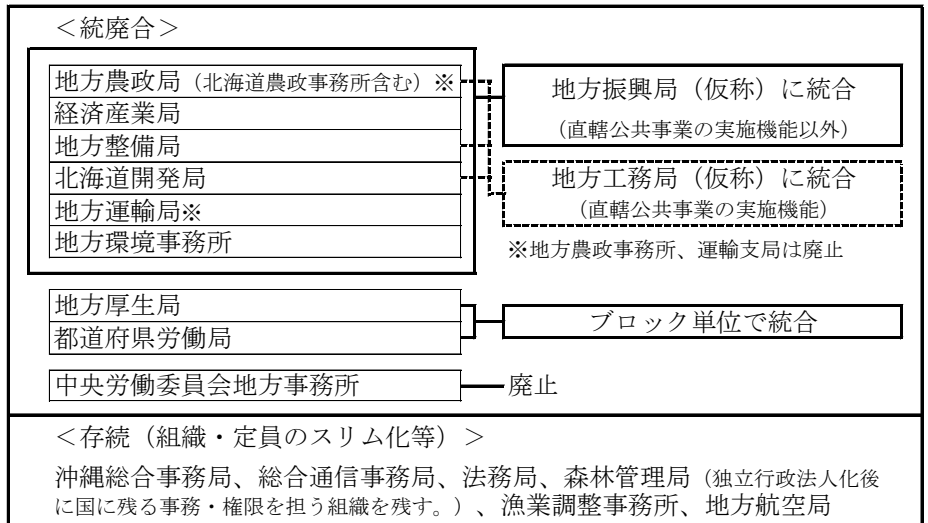 ＜統廃合＞
地方農政局（北海道農政事務所含む）※
経済産業局
地方整備局
北海道開発局
地方運輸局※
地方環境事務所
地方振興局（仮称）に統合
（直轄公共事業の実施機能以外）
地方工務局（仮称）に統合
（直轄公共事業の実施機能）
※地方農政事務所、運輸支局は廃止
地方厚生局
都道府県労働局
ブロック単位で統合
中央労働委員会地方事務所
廃止
＜存続（組織・定員のスリム化等）＞
沖縄総合事務局、総合通信事務局、法務局、森林管理局（独立行政法人化後
に国に残る事務・権限を担う組織を残す。）、漁業調整事務所、地方航空局